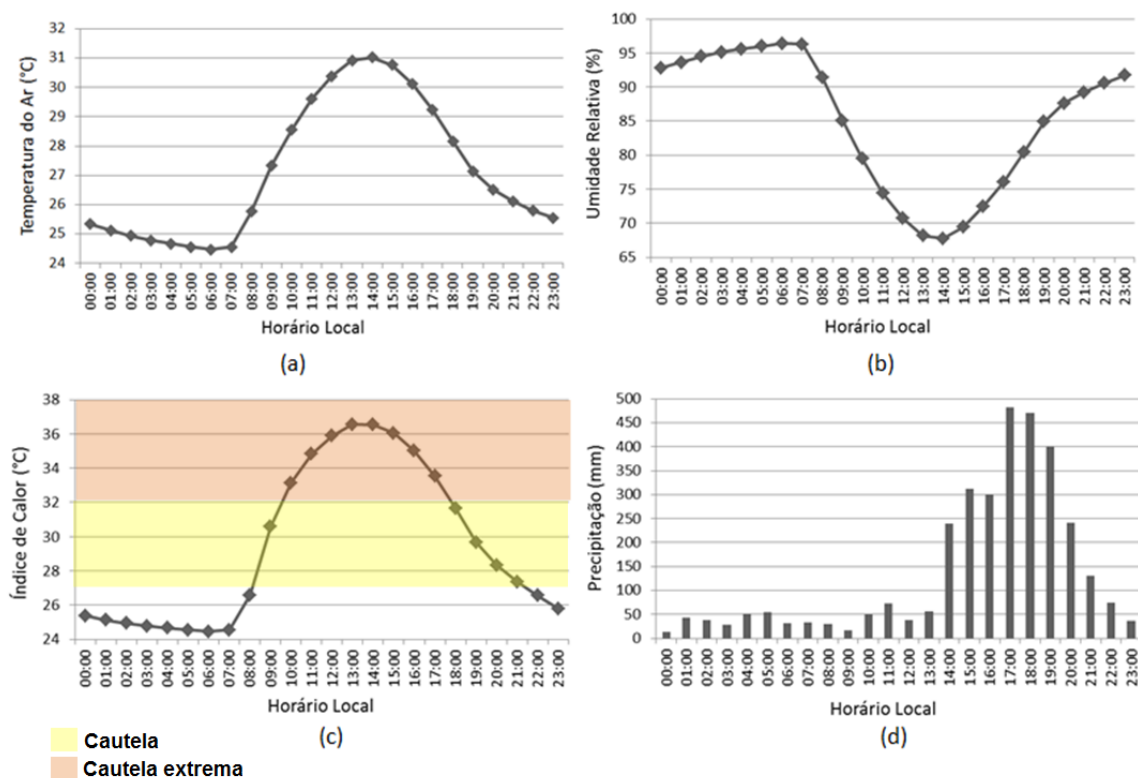 Temperatura do Ar (°C)
32
31
30
29
28
27
26
25
24
00:00 01:00 02:00 03:00 04:00 05:00 06:00 07:00 08:00 09:00 10:00 11:00 12:00 13:00 14:00 15:00 16:00 17:00 18:00 19:00 20:00 21:00 22:00 23:00
Horário Local
(a)
Umidade Relativa (%)
100
95
90
85
80
75
70
65
00:00 01:00 02:00 03:00 04:00 05:00 06:00 07:00 08:00 09:00 10:00 11:00 12:00 13:00 14:00 15:00 16:00 17:00 18:00 19:00 20:00 21:00 22:00 23:00
Horário Local
(b)
Índice de Calor (°C)
38
36
34
32
30
28
26
24
00:00 01:00 02:00 03:00 04:00 05:00 06:00 07:00 08:00 09:00 10:00 11:00 12:00 13:00 14:00 15:00 16:00 17:00 18:00 19:00 20:00 21:00 22:00 23:00
Horário Local
(c)
Cautela
Cautela extrema
Precipitação (mm)
500
450
400
350
300
250
200
150
100
50
0
00:00 01:00 02:00 03:00 04:00 05:00 06:00 07:00 08:00 09:00 10:00 11:00 12:00 13:00 14:00 15:00 16:00 17:00 18:00 19:00 20:00 21:00 22:00 23:00
Horário Local
(d)